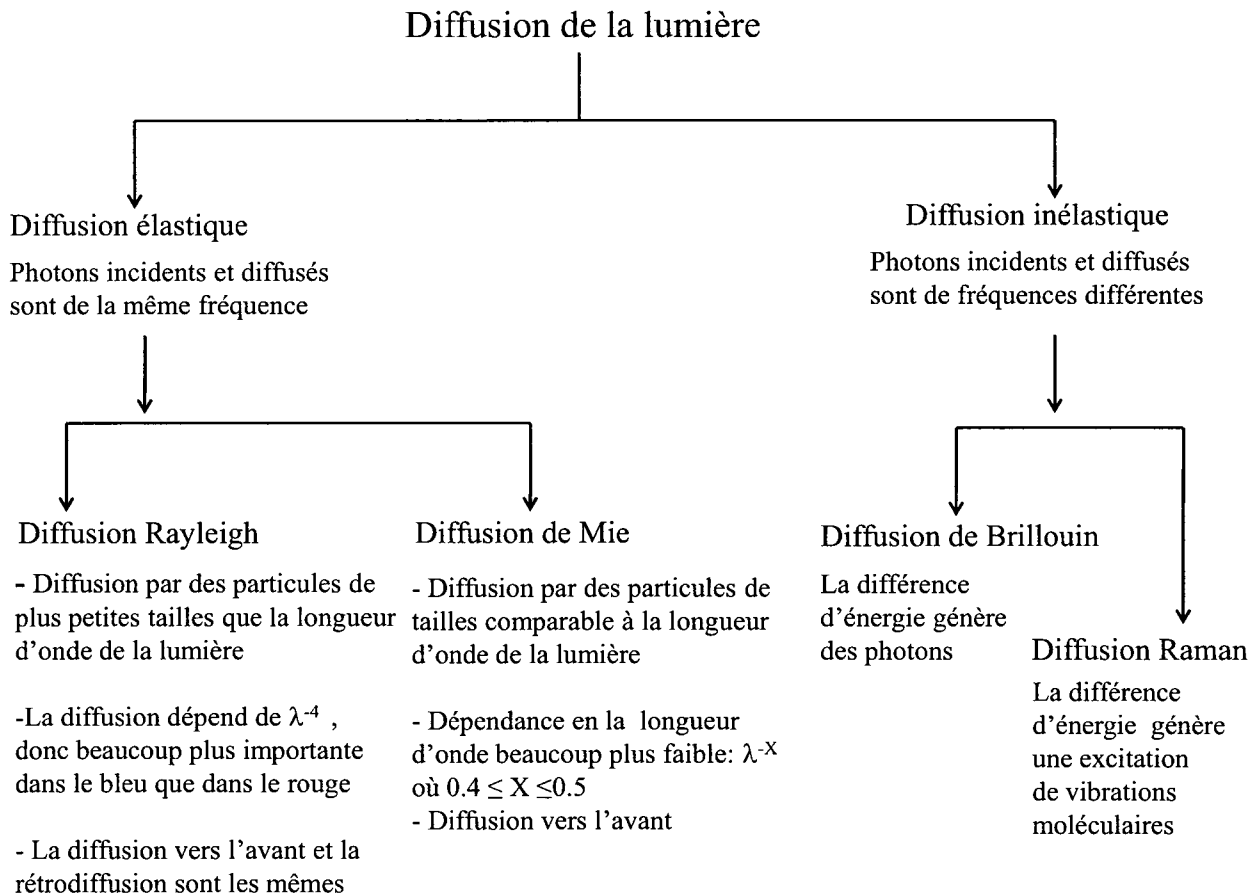 Diffusion de la lumière
Diffusion élastique
Photons incidents et diffusés
sont de la même fréquence
Diffusion inélastique
Photons incidents et diffusés
sont de fréquences différentes
Diffusion Rayleigh
- Diffusion par des particules de
plus petites tailles que la longueur
d'onde de la lumière
-La diffusion dépend de λ⁻⁴ ,
donc beaucoup plus importante
dans le bleu que dans le rouge
- La diffusion vers l'avant et la
rétrodiffusion sont les mêmes
Diffusion de Mie
- Diffusion par des particules de
tailles comparable à la longueur
d'onde de la lumière
- Dépendance en la longueur
d'onde beaucoup plus faible: λ⁻ˣ
où 0.4 ≤ X ≤0.5
- Diffusion vers l'avant
Diffusion de Brillouin
La différence
d'énergie génère
des photons
Diffusion Raman
La différence
d'énergie génère
une excitation
de vibrations
moléculaires